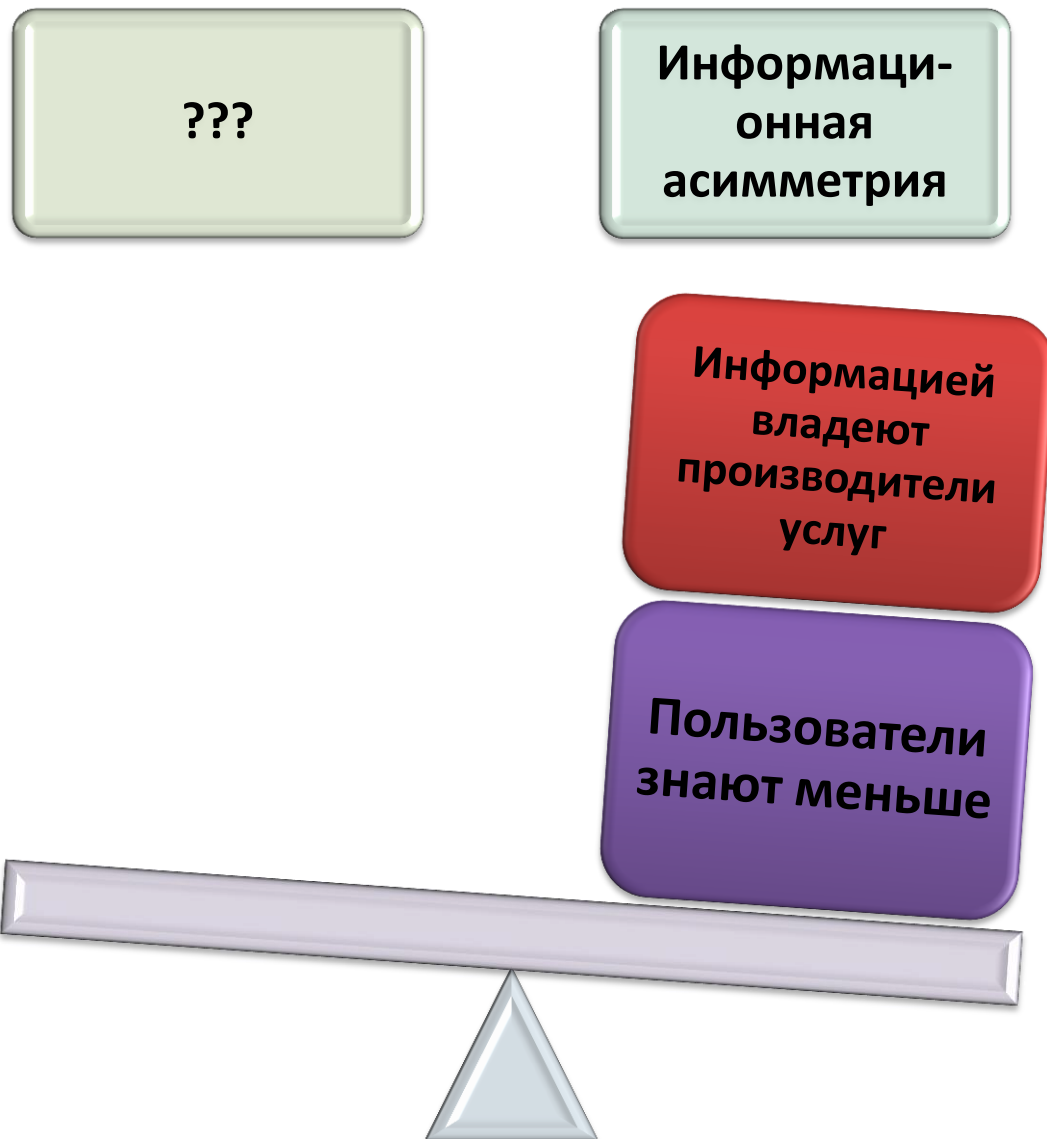 ???
Информаци-
онная
асимметрия
Информацией
владеют
производители
услуг
Пользователи
знают меньше